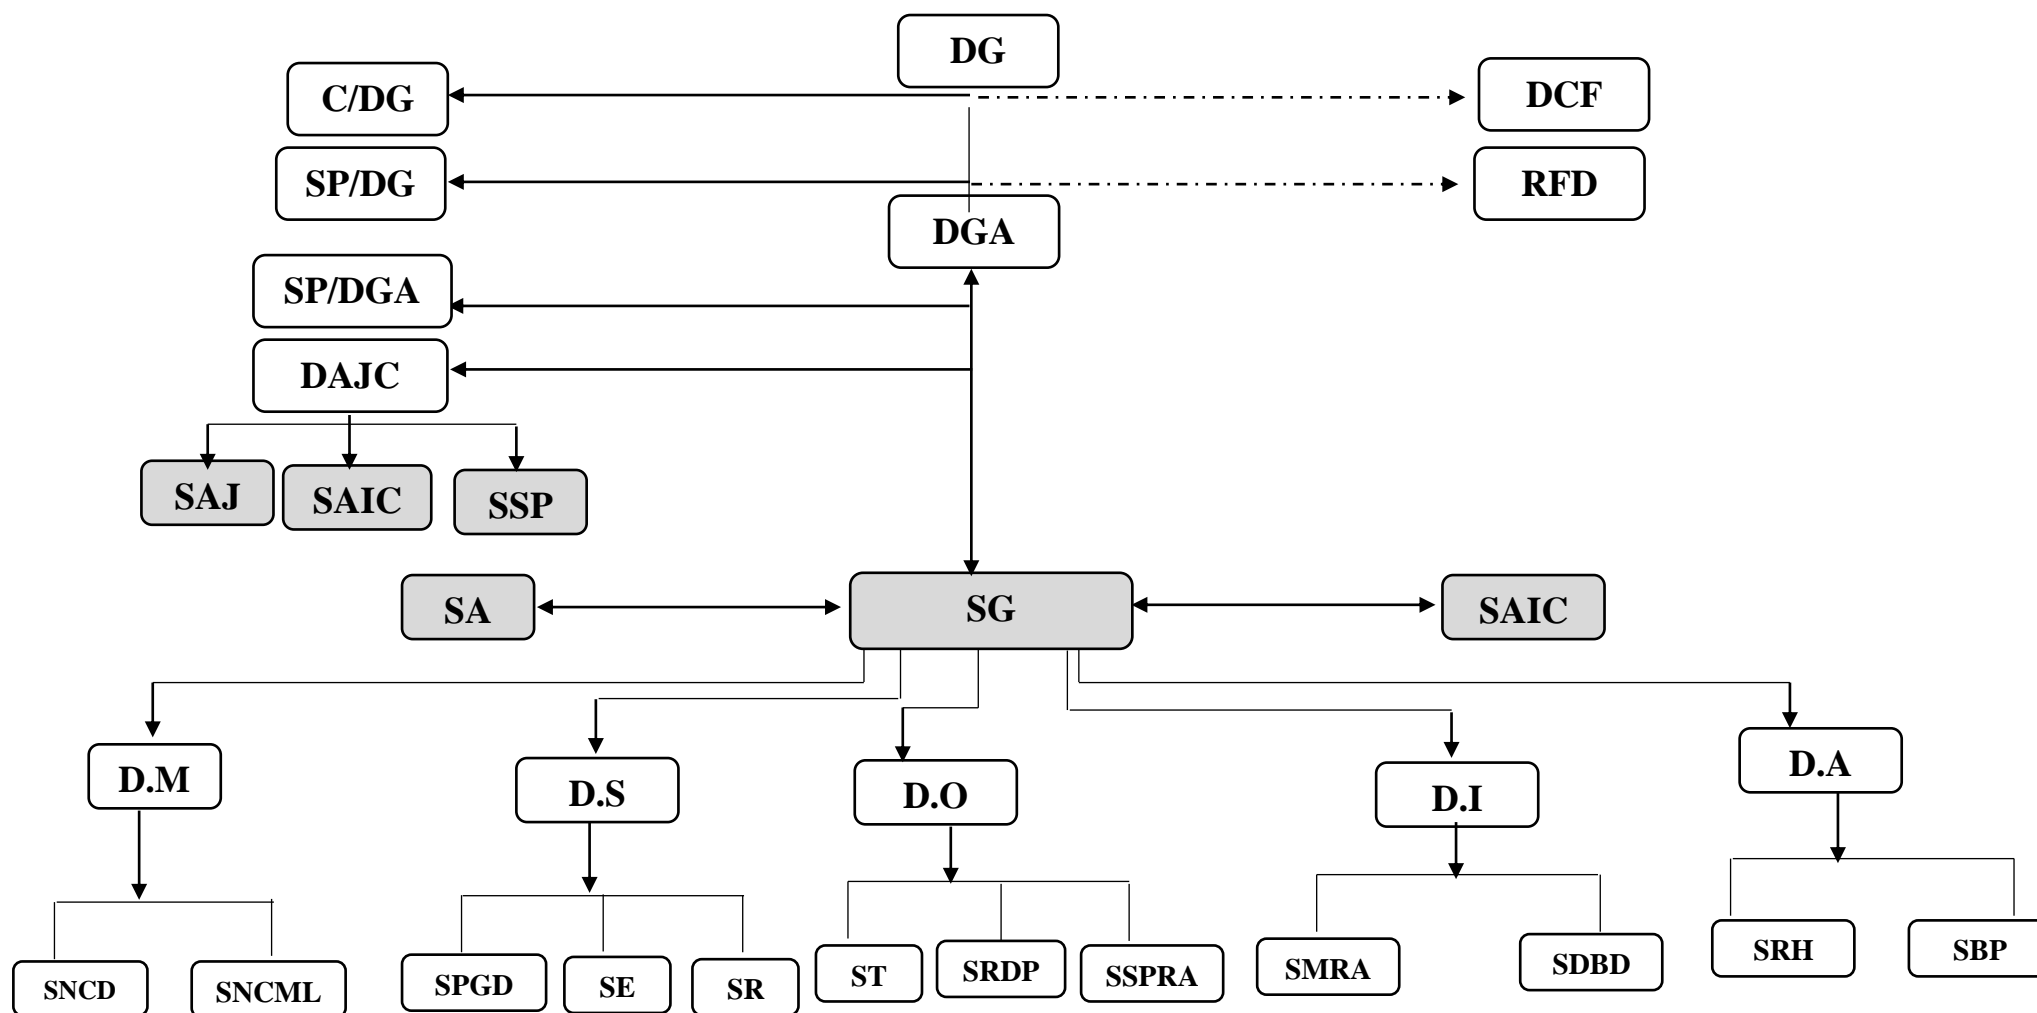 DG
C/DG
DCF
SP/DG
RFD
DGA
SP/DGA
DAJC
SAJ
SAIC
SSP
SA
SG
SAIC
D.M
D.S
D.O
D.I
D.A
SNCD
SNCML
SPGD
SE
SR
ST
SRDP
SSPRA
SMRA
SDBD
SRH
SBP